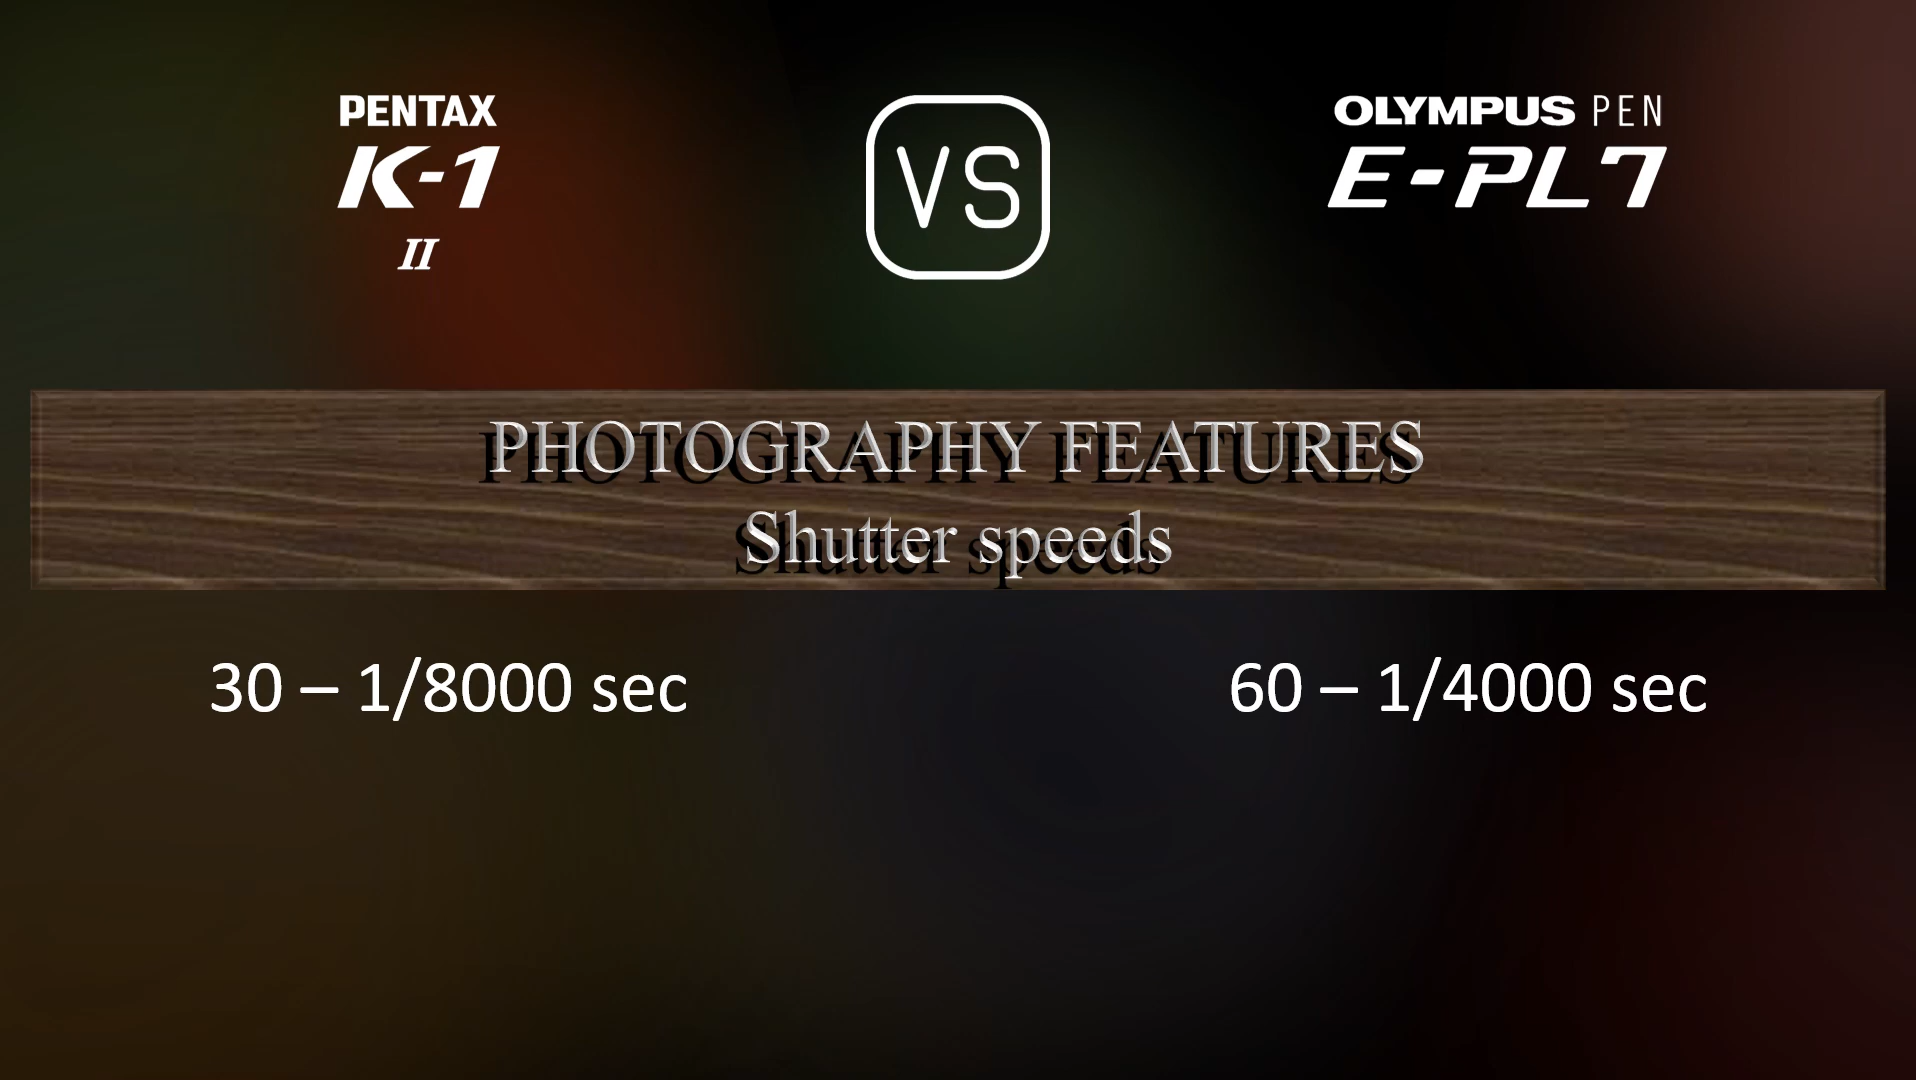 PENTAX
K-1
II
VS
OLYMPUS PEN
E-PL7
PHOTOGRAPHY FEATURES
Shutter speeds
30 – 1/8000 sec
60 – 1/4000 sec